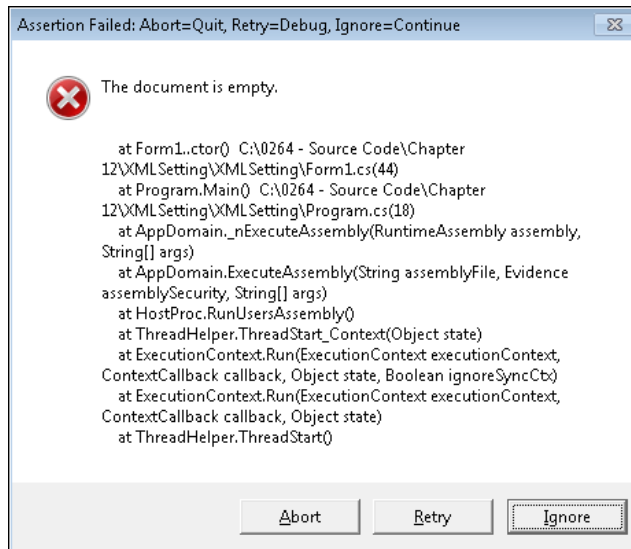 Assertion Failed: Abort=Quit, Retry=Debug, Ignore=Continue
The document is empty.
at Form1..ctor()  C:\0264 - Source Code\Chapter
12\XMLSetting\XMLSetting\Form1.cs(44)
at Program.Main()  C:\0264 - Source Code\Chapter
12\XMLSetting\XMLSetting\Program.cs(18)
at AppDomain._nExecuteAssembly(RuntimeAssembly assembly,
String[] args)
at AppDomain.ExecuteAssembly(String assemblyFile, Evidence
assemblySecurity, String[] args)
at HostProc.RunUsersAssembly()
at ThreadHelper.ThreadStart_Context(Object state)
at ExecutionContext.Run(ExecutionContext executionContext,
ContextCallback callback, Object state, Boolean ignoreSyncCtx)
at ExecutionContext.Run(ExecutionContext executionContext,
ContextCallback callback, Object state)
at ThreadHelper.ThreadStart()
Abort Retry Ignore